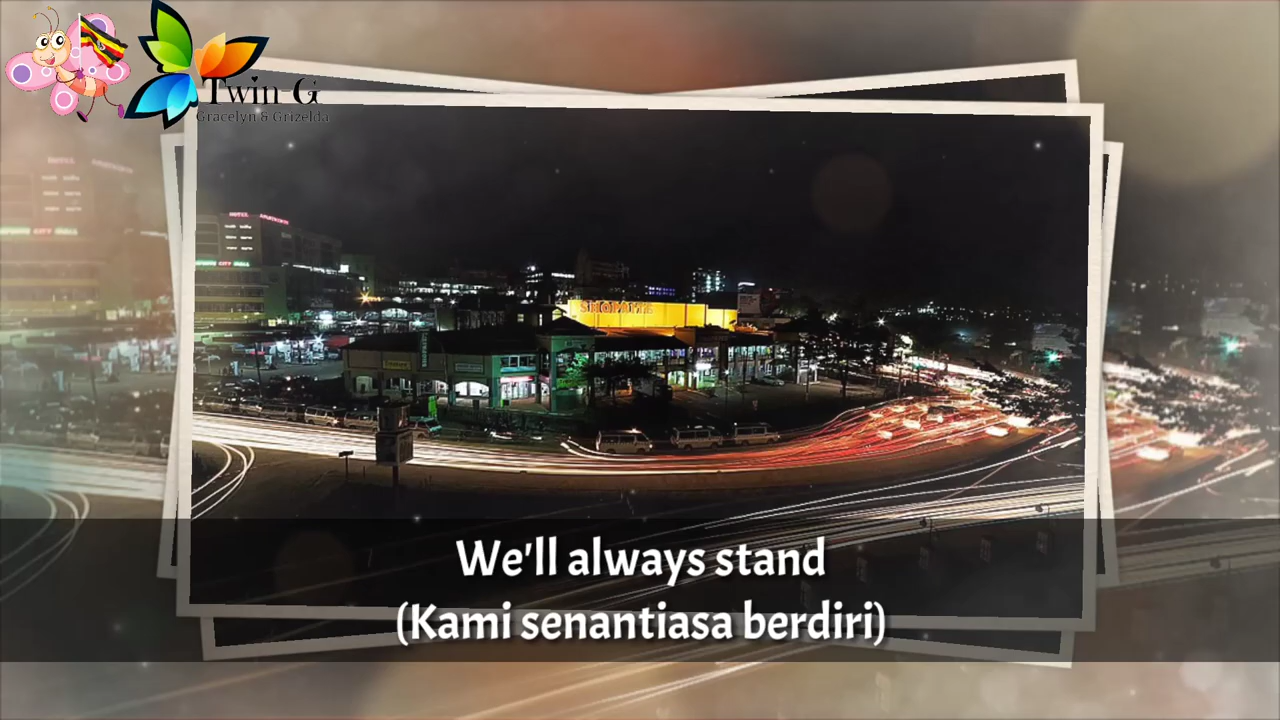 Twin-G
Gracelyn & Grizelda
SHOPRITE
We'll always stand
(Kami senantiasa berdiri)